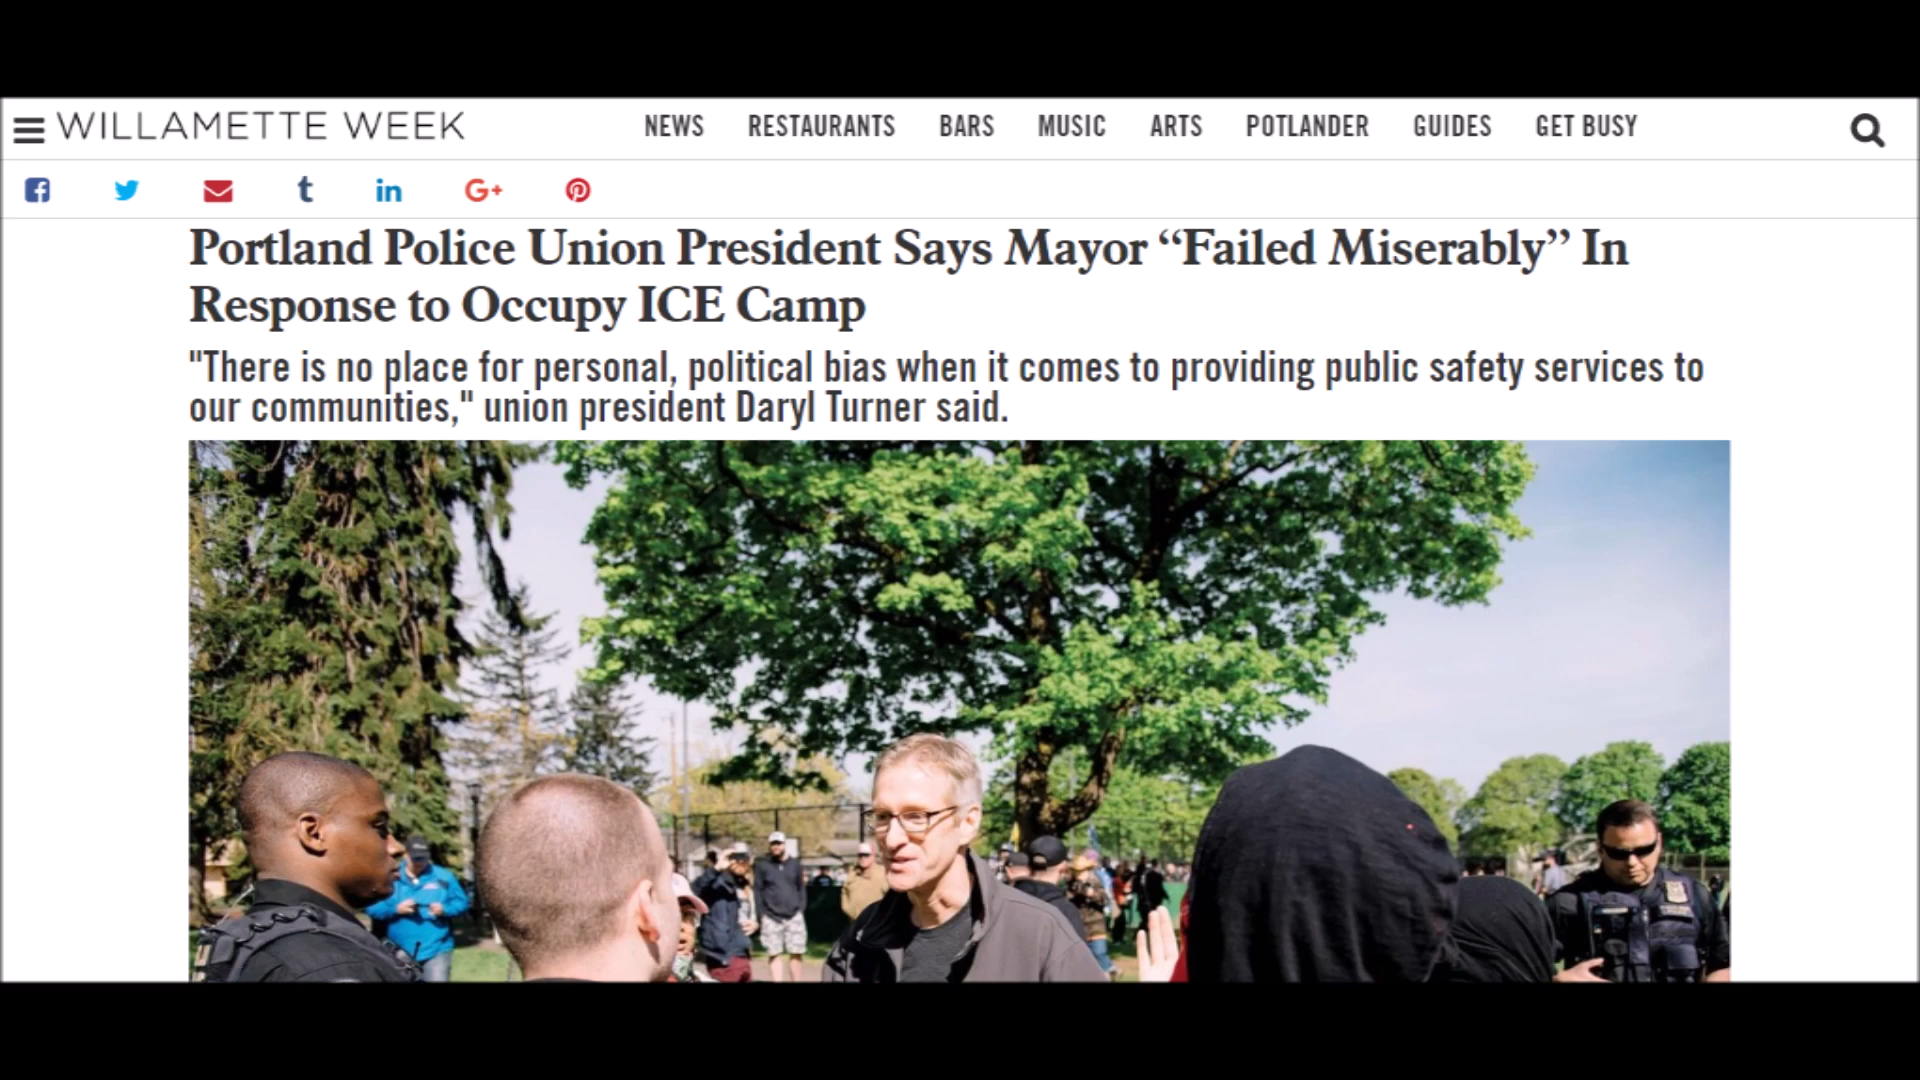 WILLAMETTE WEEK
NEWS RESTAURANTS BARS MUSIC ARTS POTLANDER GUIDES GET BUSY
Portland Police Union President Says Mayor “Failed Miserably” In
Response to Occupy ICE Camp
"There is no place for personal, political bias when it comes to providing public safety services to
our communities," union president Daryl Turner said.